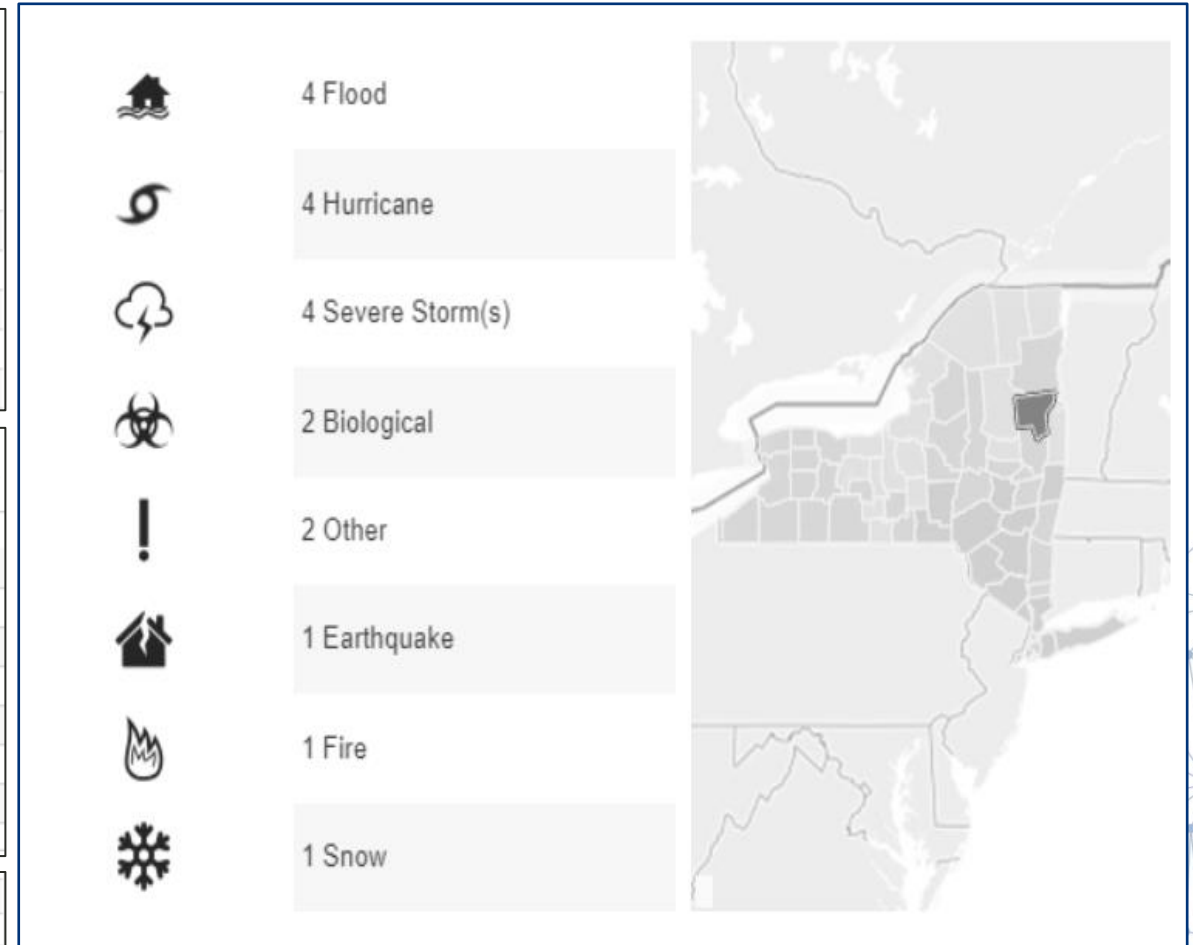 4 Flood
4 Hurricane
4 Severe Storm(s)
2 Biological
2 Other
1 Earthquake
1 Fire
1 Snow